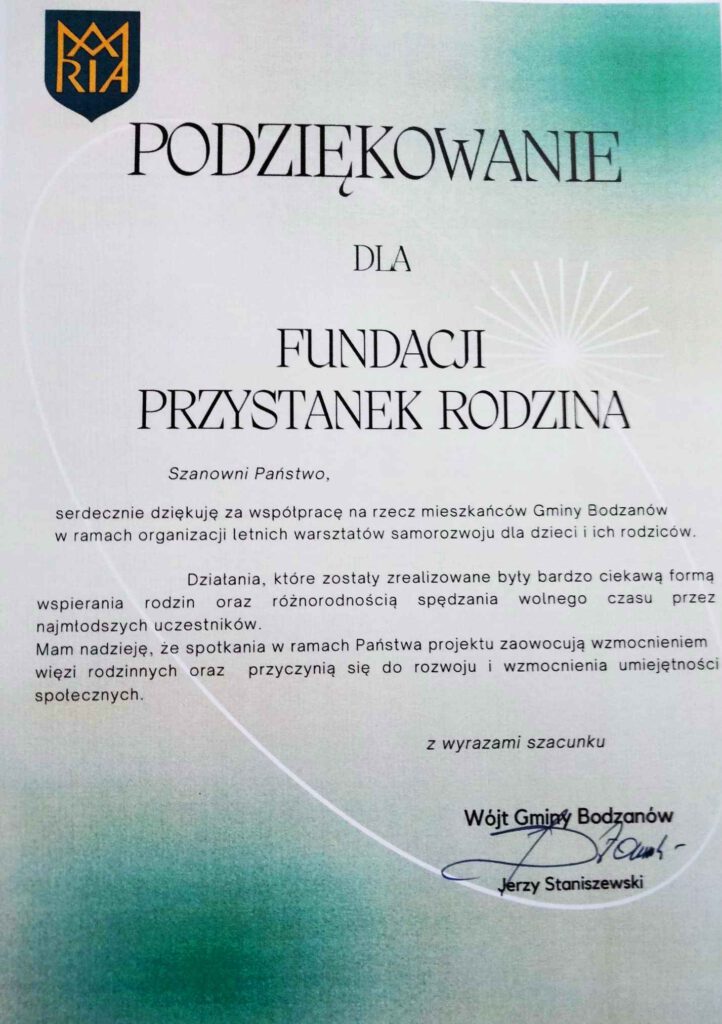 MARIA
PODZIĘKOWANIE
DLA
FUNDACJI
PRZYSTANEK RODZINA
Szanowni Państwo,
serdecznie dziękuję za współpracę na rzecz mieszkańców Gminy Bodzanów
w ramach organizacji letnich warsztatów samorozwoju dla dzieci i ich rodziców.
Działania, które zostały zrealizowane były bardzo ciekawą formą
wspierania rodzin oraz różnorodnością spędzania wolnego czasu przez
najmłodszych uczestników.
Mam nadzieję, że spotkania w ramach Państwa projektu zaowocują wzmocnieniem
więzi rodzinnych oraz przyczynią się do rozwoju i wzmocnienia umiejętności
społecznych.
z wyrazami szacunku
Wójt Gminy Bodzanów
Jerzy Staniszewski